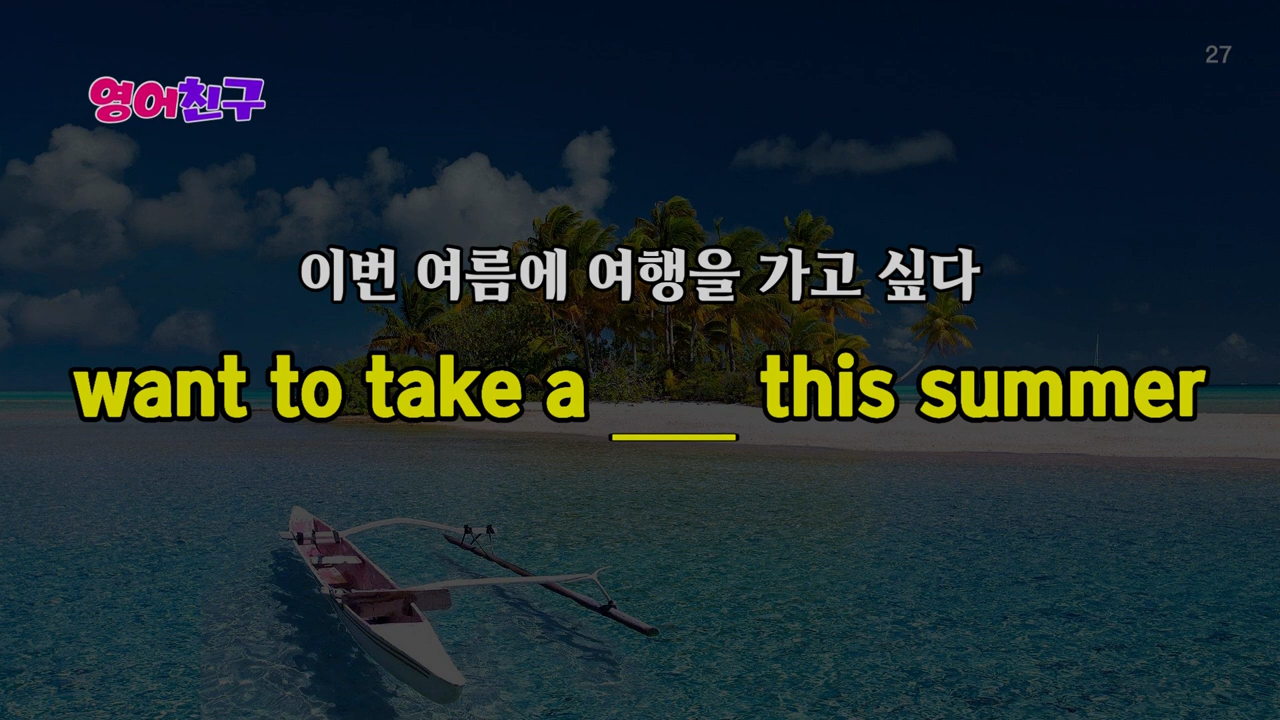 27
영어친구
이번 여름에 여행을 가고 싶다
want to take a ____ this summer